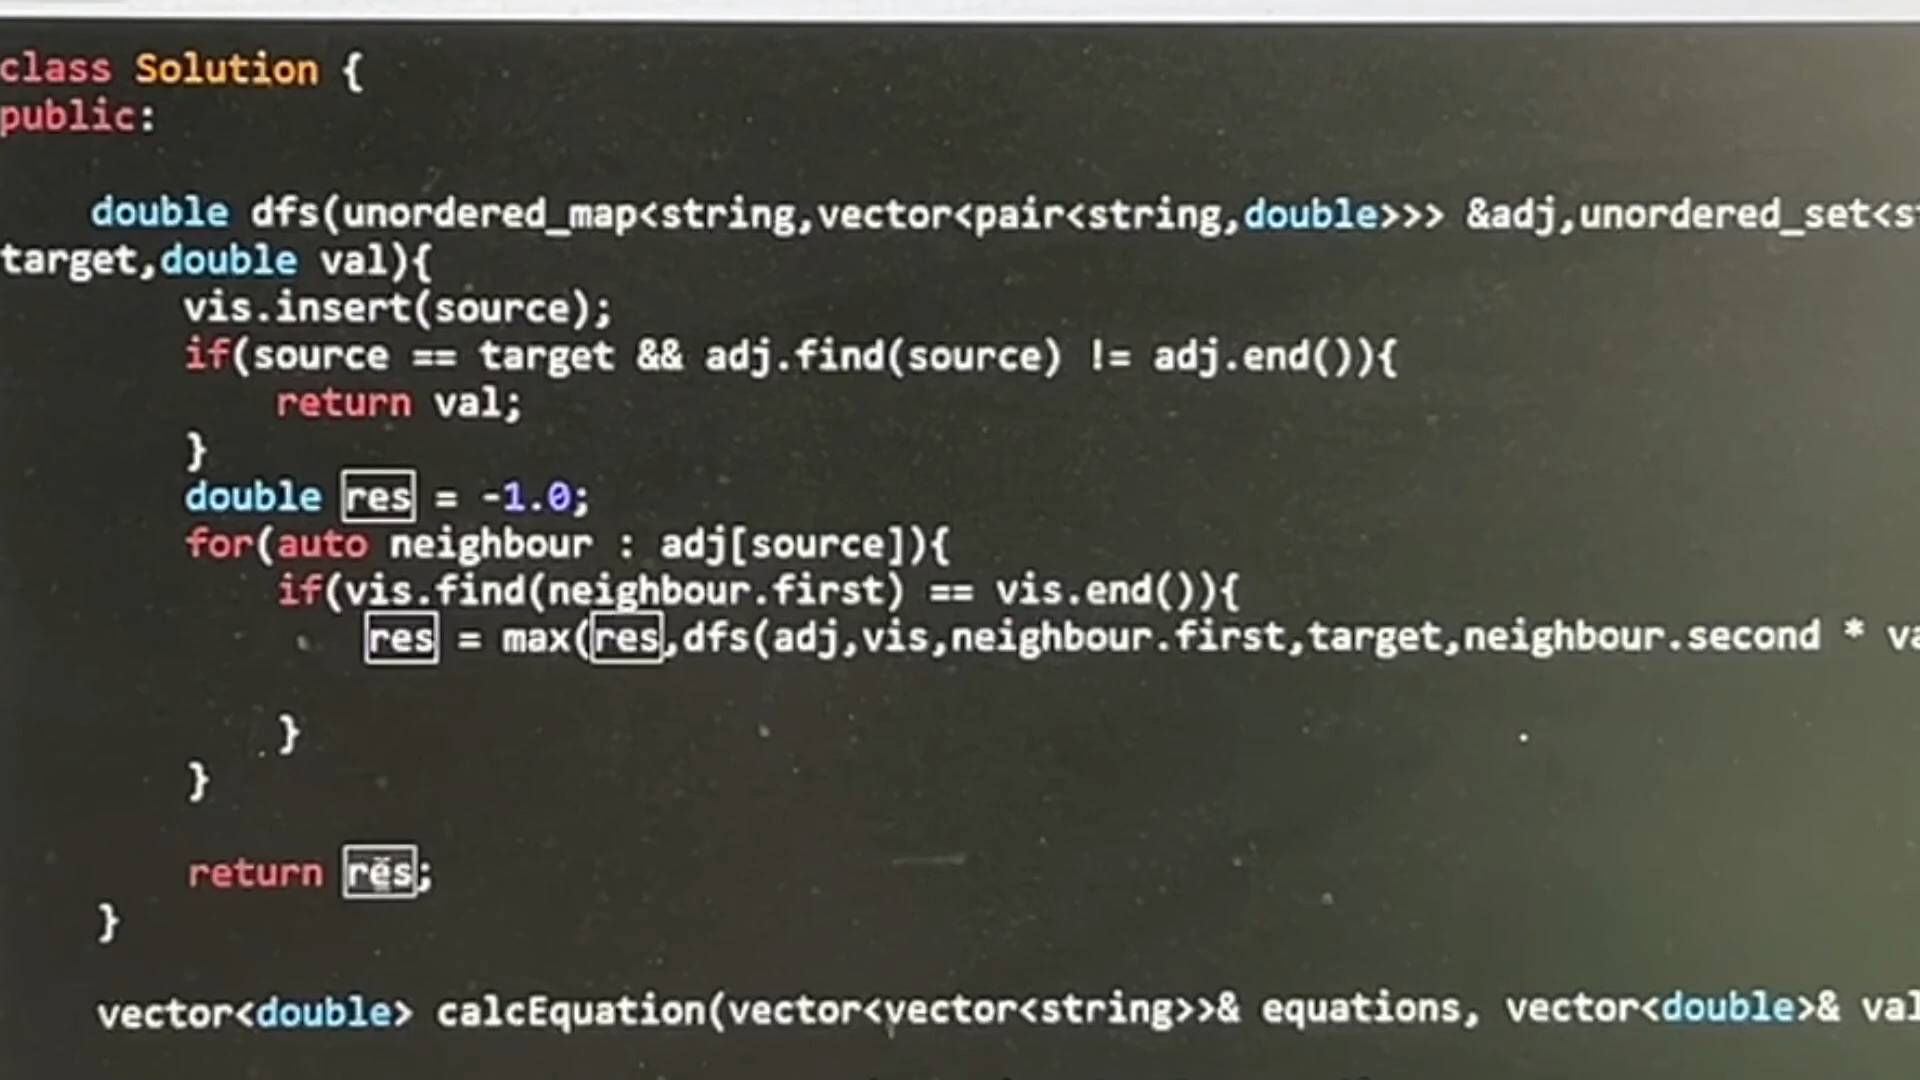 class Solution {
public:
double dfs(unordered_map<string,vector<pair<string,double>>> &adj,unordered_set<s
target,double val){
vis.insert(source);
if(source == target && adj.find(source) != adj.end()){
return val;
}
double res = -1.0;
for(auto neighbour : adj[source]){
if(vis.find(neighbour.first) == vis.end()){
res = max(res,dfs(adj,vis,neighbour.first,target,neighbour.second * va
}
}
return res;
}
vector<double> calcEquation(vector<vector<string>>& equations, vector<double>& val